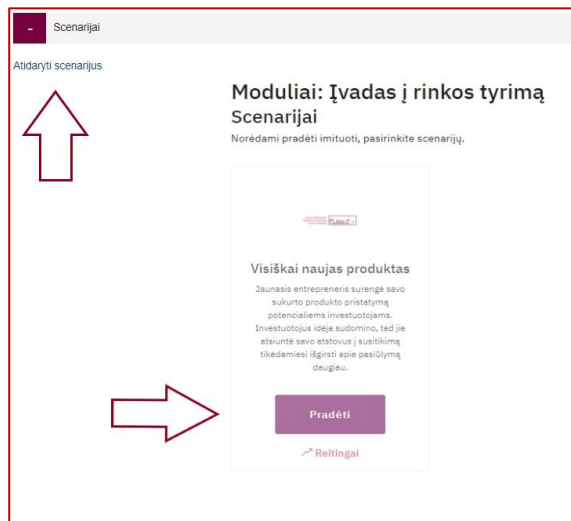 - Scenarijai
Atidaryti scenarijus
Moduliai: Įvadas į rinkos tyrimą
Scenarijai
Norėdami pradėti imituoti, pasirinkite scenarijų.
Visiškai naujas produktas
Jaunasis entrepreneris surengė savo
sukurto produkto pristatymą
potencialiems investuotojams.
Investuotojus idėja sudomino, tad jie
atsiuntė savo atstovus į susitikimą
tikėdamiesi išgirsti apie pasiūlymą
daugiau.
Pradėti
Reitingai